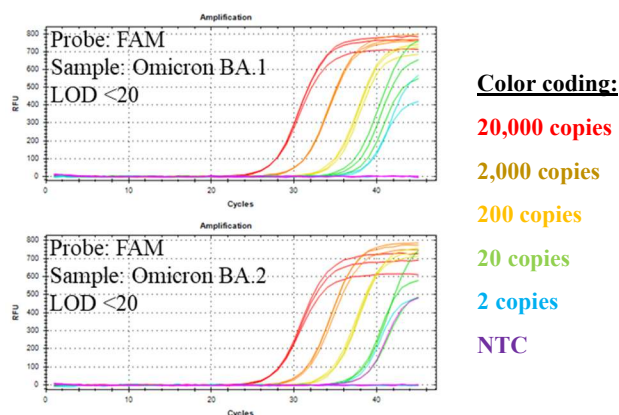 Amplification
800
700
600
500
400
300
200
100
0
RFU
Probe: FAM
Sample: Omicron BA.1
LOD <20
0 10 20 30 40
Cycles
Amplification
800
700
600
500
400
300
200
100
0
RFU
Probe: FAM
Sample: Omicron BA.2
LOD <20
0 10 20 30 40
Cycles
Color coding:
20,000 copies
2,000 copies
200 copies
20 copies
2 copies
NTC